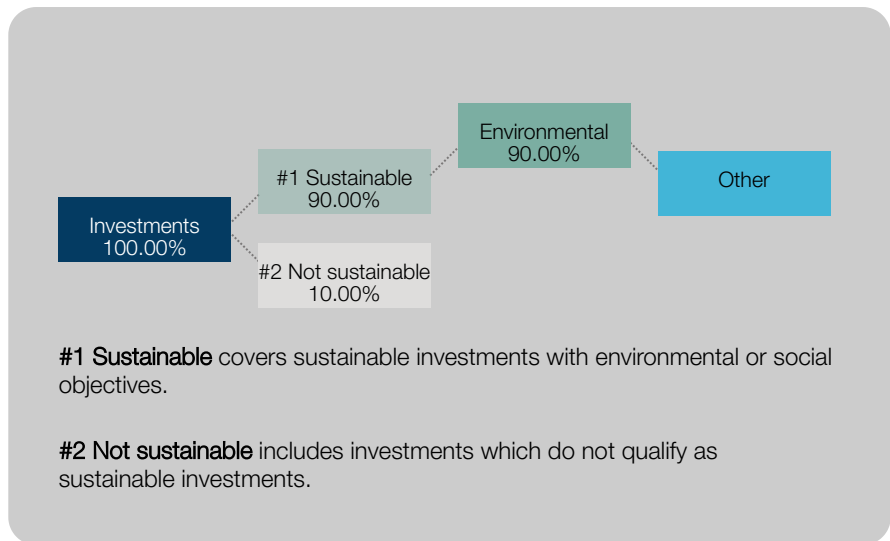 Environmental
90.00%
Other
#1 Sustainable
90.00%
Investments
100.00%
#2 Not sustainable
10.00%
#1 Sustainable covers sustainable investments with environmental or social
objectives.
#2 Not sustainable includes investments which do not qualify as
sustainable investments.